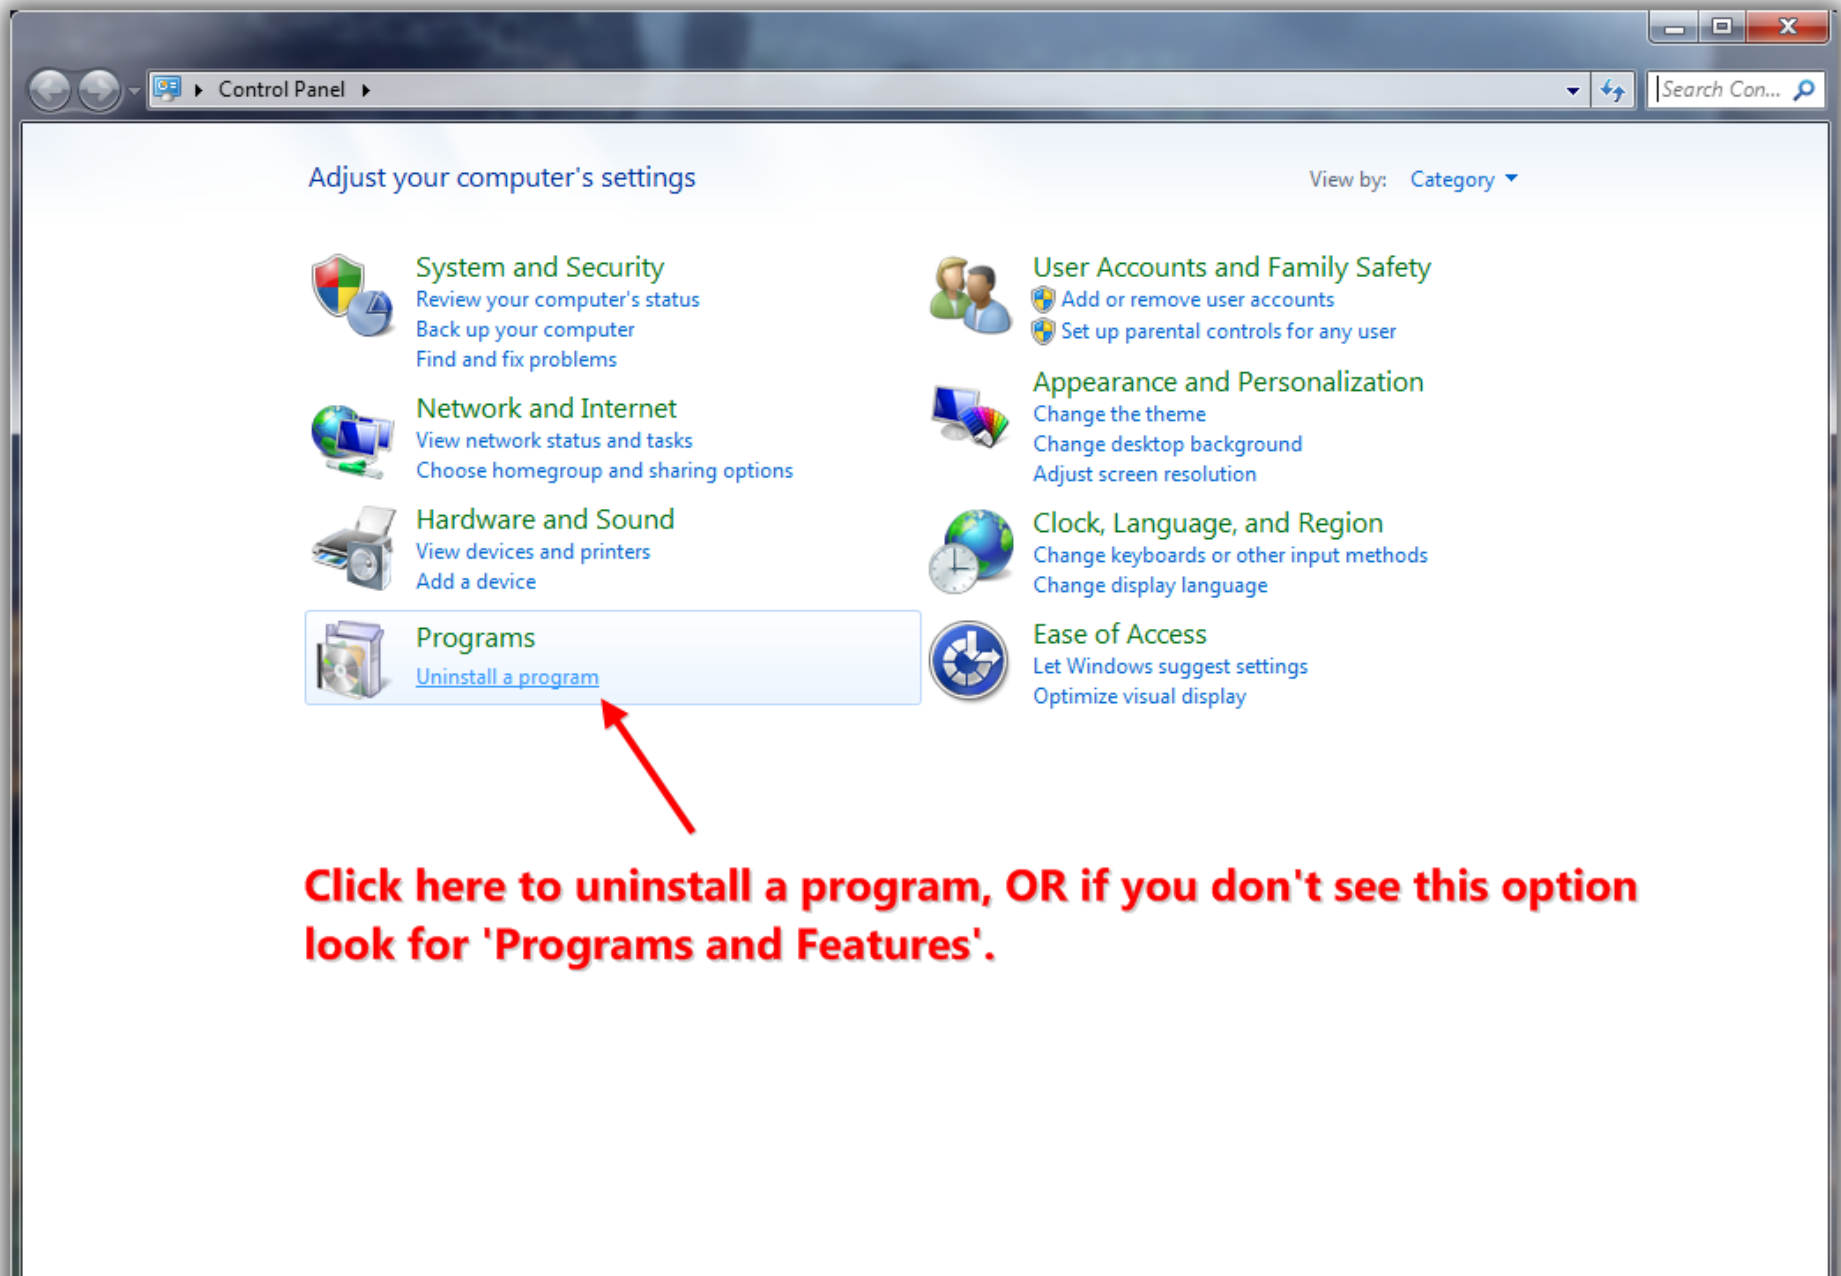 Control Panel
Search Con...
Adjust your computer's settings
View by: Category
System and Security
Review your computer's status
Back up your computer
Find and fix problems
Network and Internet
View network status and tasks
Choose homegroup and sharing options
Hardware and Sound
View devices and printers
Add a device
Programs
Uninstall a program
User Accounts and Family Safety
Add or remove user accounts
Set up parental controls for any user
Appearance and Personalization
Change the theme
Change desktop background
Adjust screen resolution
Clock, Language, and Region
Change keyboards or other input methods
Change display language
Ease of Access
Let Windows suggest settings
Optimize visual display
Click here to uninstall a program, OR if you don't see this option
look for 'Programs and Features'.